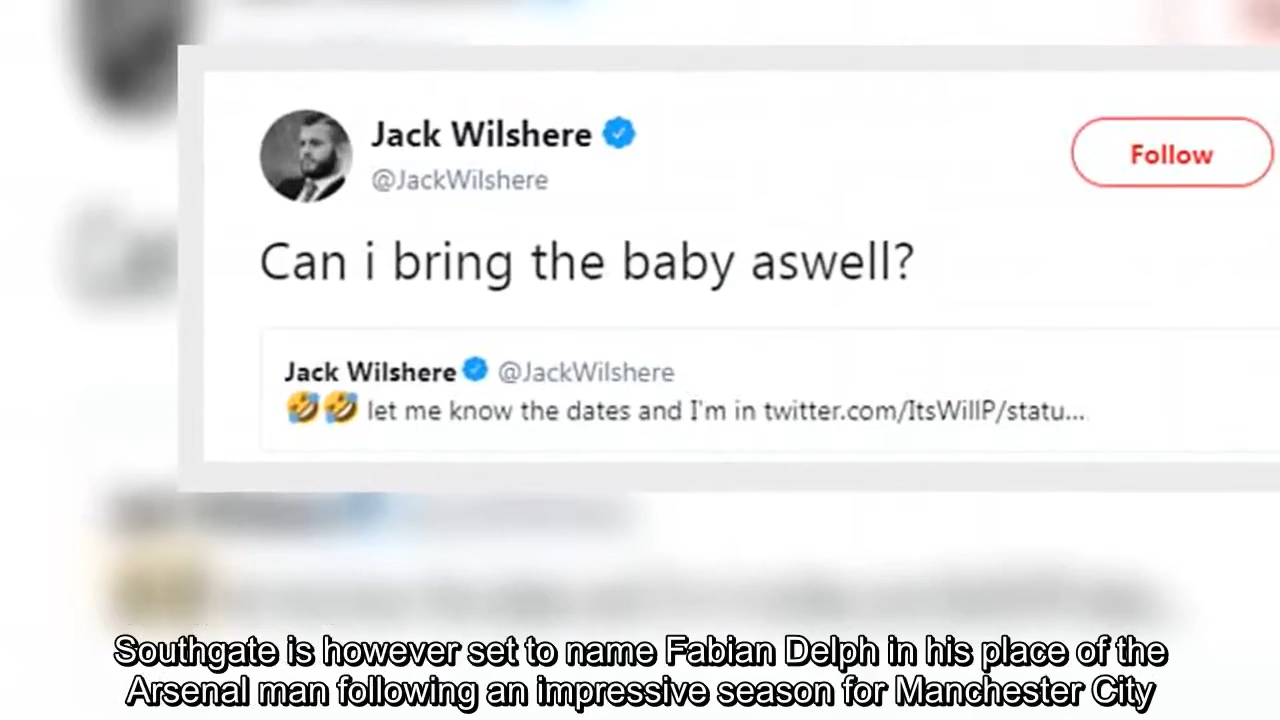 Jack Wilshere
@JackWilshere
Follow
Can i bring the baby aswell?
Jack Wilshere @JackWilshere
🤣🤣 let me know the dates and I'm in twitter.com/ItsWillP/statu...
Southgate is however set to name Fabian Delph in his place of the
Arsenal man following an impressive season for Manchester City